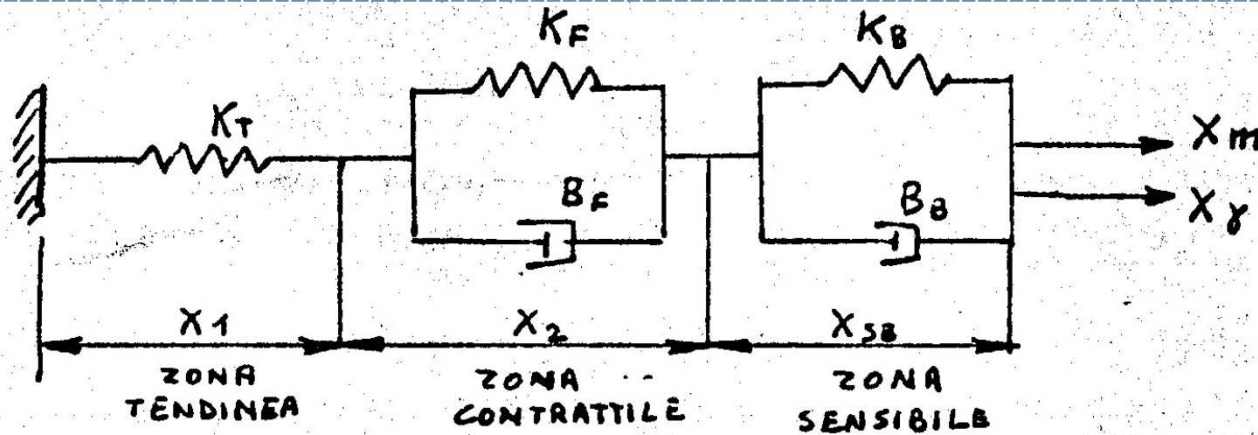 K_F
K_B
K_T
X_m
B_F
B_B
X_γ
X_1
X_2
X_SB
ZONA TENDINEA
ZONA CONTRATTILE
ZONA SENSIBILE